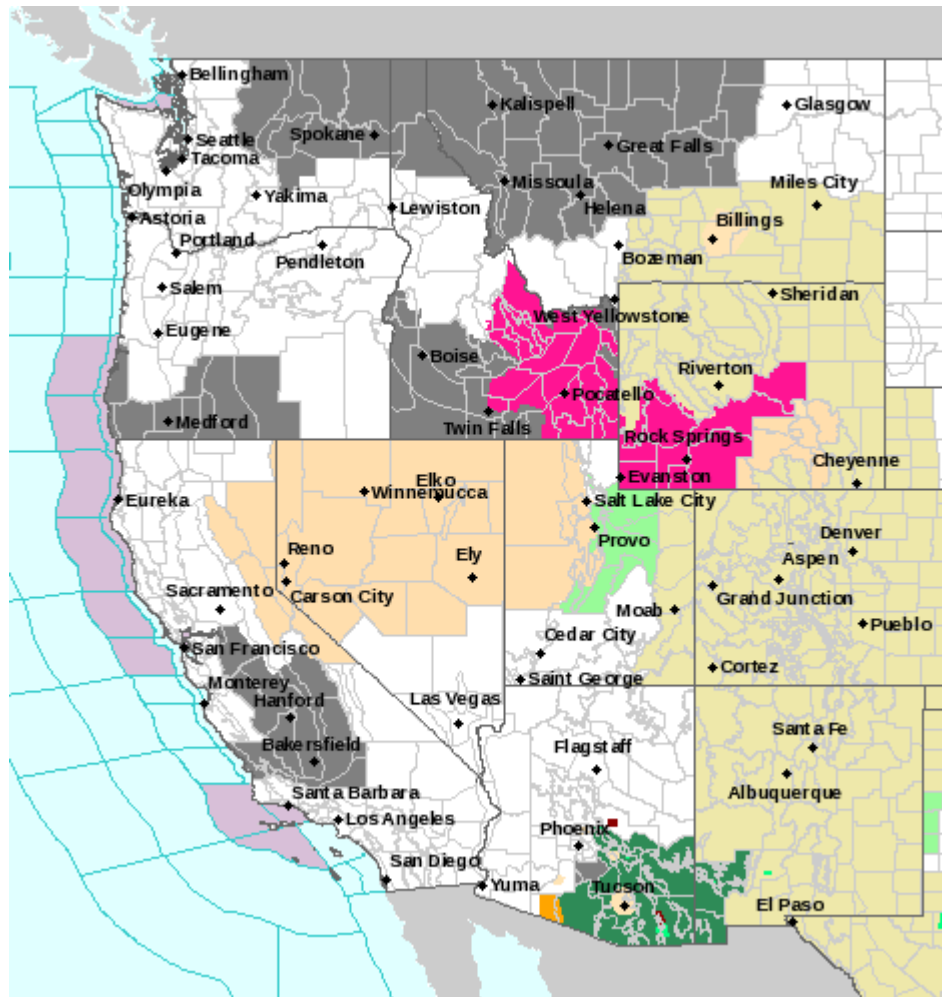 Bellingham
Kalispell
Glasgow
Spokane
Seattle
Great Falls
Tacoma
Olympia
Missoula
Miles City
Yakima
Helena
Lewiston
Astoria
Billings
Portland
Bozeman
Pendleton
Salem
Sheridan
West Yellowstone
Eugene
Boise
Riverton
Pocatello
Medford
Twin Falls
Rock Springs
Cheyenne
Evanston
Elko
Winnemucca
Eureka
Salt Lake City
Provo
Denver
Reno
Ely
Aspen
Sacramento
Carson City
Grand Junction
Moab
Pueblo
Cedar City
San Francisco
Cortez
Saint George
Monterey
Hanford
Las Vegas
Santa Fe
Bakersfield
Flagstaff
Albuquerque
Santa Barbara
Los Angeles
Phoenix
San Diego
Yuma
Tucson
El Paso